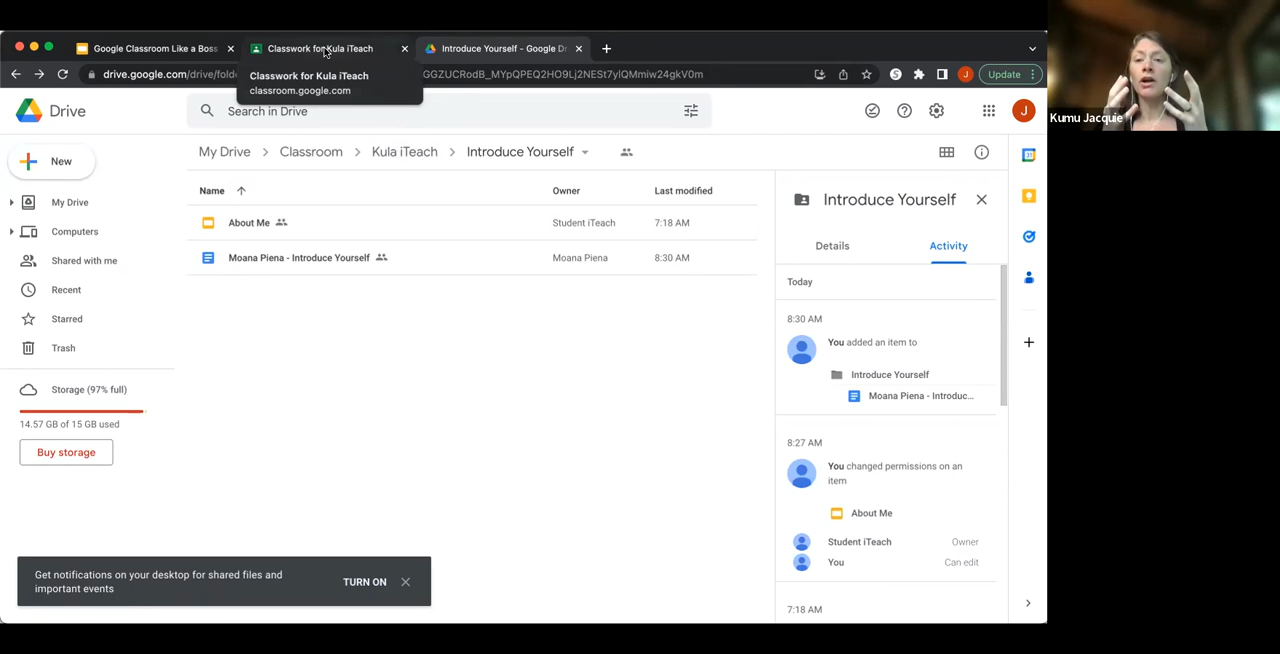 Google Classroom Like a Boss
Classwork for Kula iTeach
Introduce Yourself - Google Dr
drive.google.com/drive/folde
GGZUCRodB_MYpQPEQ2HO9Lj2NESt7ylQMmiw24gkV0m
J
Update
Classwork for Kula iTeach
classroom.google.com
Drive
Search in Drive
J
Kumu Jacquie
New
My Drive
Computers
Shared with me
Recent
Starred
Trash
Storage (97% full)
14.57 GB of 15 GB used
Buy storage
My Drive > Classroom > Kula iTeach > Introduce Yourself
Name Owner Last modified
About Me Student iTeach 7:18 AM
Moana Piena - Introduce Yourself Moana Piena 8:30 AM
Introduce Yourself
Details Activity
Today
8:30 AM
You added an item to
Introduce Yourself
Moana Piena - Introduc...
8:27 AM
You changed permissions on an
item
About Me
Student iTeach Owner
You Can edit
7:18 AM
Get notifications on your desktop for shared files and
important events
TURN ON